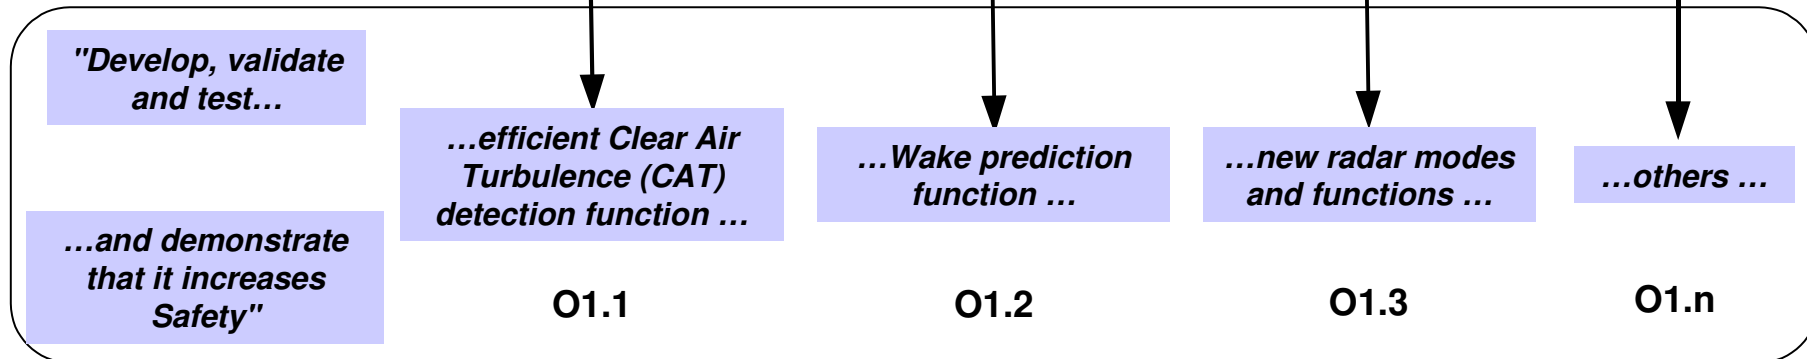 "Develop, validate
and test…
…and demonstrate
that it increases
Safety"
…efficient Clear Air
Turbulence (CAT)
detection function …
O1.1
…Wake prediction
function …
O1.2
…new radar modes
and functions …
O1.3
…others …
O1.n